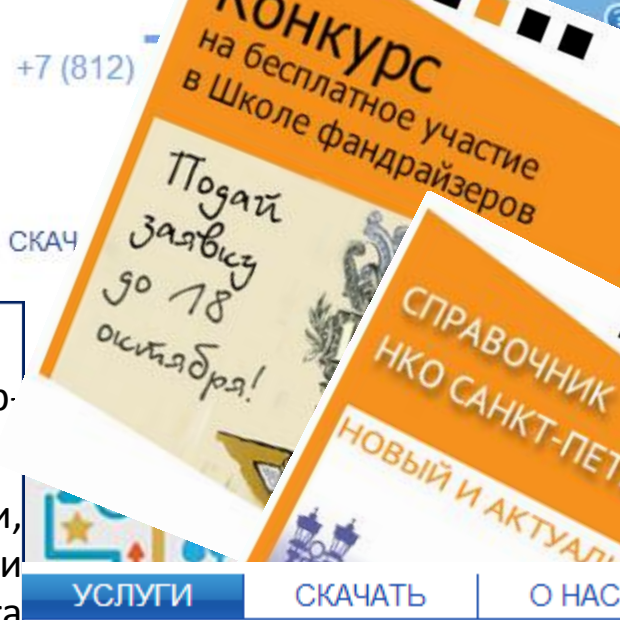 Конкурс
на бесплатное участие
в Школе фандрайзеров
+7 (812)
Подай
заявку
до 18
октября!
СКАЧ
СПРАВОЧНИК
НКО САНКТ-ПЕТ
НОВЫЙ И АКТУАЛ
УСЛУГИ
СКАЧАТЬ
О НАС